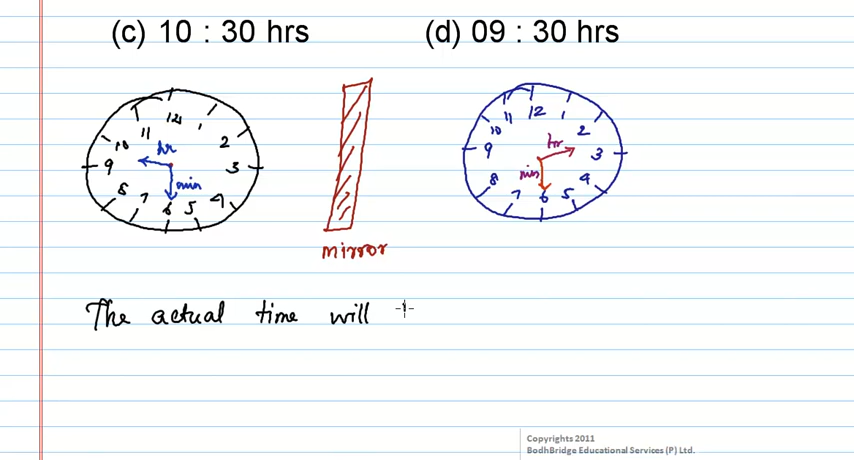 (c) 10 : 30 hrs (d) 09 : 30 hrs
12
11 1
10 hr 2
9 3
8 min 4
7 6 5
12
11 1
10 2
9 hr 3
8 min 4
7 6 5
mirror
The actual time will
Copyrights 2011
BodhBridge Educational Services (P) Ltd.